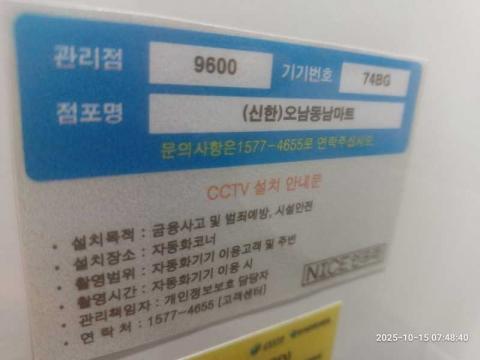 관리점 9600 기기번호 74BG
점포명 (신한)오남동남마트
문의사항은1577-4655로 연락주십시오.
CCTV 설치 안내문
• 설치목적 : 금융사고 및 범죄예방, 시설안전
• 설치장소 : 자동화코너
• 촬영범위 : 자동화기기 이용고객 및 주변
• 촬영시간 : 자동화기기 이용 시
• 관리책임자 : 개인정보보호 담당자
• 연 락 처 : 1577-4655 [고객센터]
NICE
2025-10-15 07:48:40